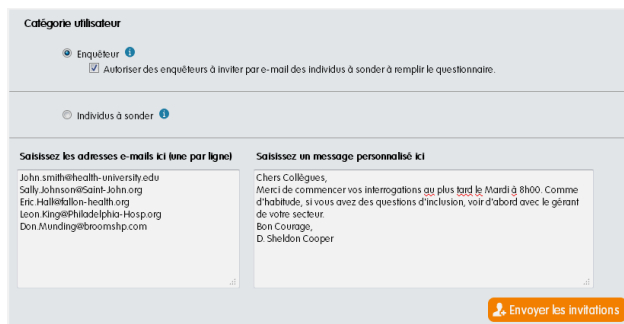 Catégorie utilisateur
Enquêteur
Autoriser des enquêteurs à inviter par e-mail des individus à sonder à remplir le questionnaire.
Individus à sonder
Saisissez les adresses e-mails ici (une par ligne)
John.smith@health-university.edu
Sally.Johnson@Saint-John.org
Eric.Hall@fallon-health.org
Leon.King@Philadelphia-Hosp.org
Don.Munding@broomshp.com
Saisissez un message personnalisé ici
Chers Collègues,
Merci de commencer vos interrogations au plus tard le Mardi à 8h00. Comme
d'habitude, si vous avez des questions d'inclusion, voir d'abord avec le gérant
de votre secteur.
Bon Courage,
D. Sheldon Cooper
Envoyer les invitations